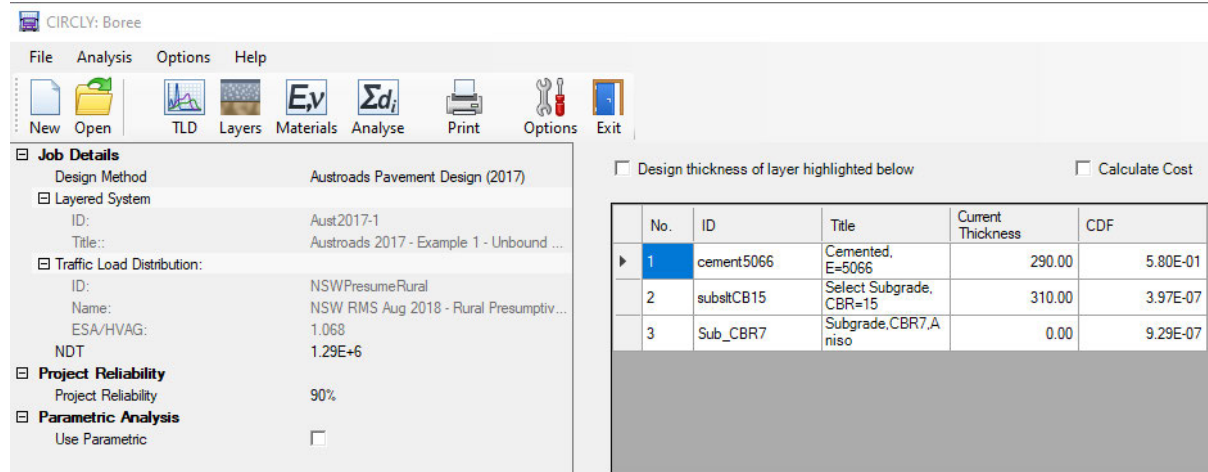 CIRCLY: Boree
File Analysis Options Help
E,ν Σdᵢ
New Open TLD Layers Materials Analyse Print Options Exit
Job Details
Design Method Austroads Pavement Design (2017)
Layered System
ID: Aust2017-1
Title:: Austroads 2017 - Example 1 - Unbound ...
Traffic Load Distribution:
ID: NSWPresumeRural
Name: NSW RMS Aug 2018 - Rural Presumptiv...
ESA/HVAG: 1.068
NDT 1.29E+6
Project Reliability
Project Reliability 90%
Parametric Analysis
Use Parametric
Design thickness of layer highlighted below Calculate Cost
No. ID Title Current Thickness CDF
1 cement5066 Cemented, E=5066 290.00 5.80E-01
2 subsltCB15 Select Subgrade, CBR=15 310.00 3.97E-07
3 Sub_CBR7 Subgrade,CBR7,Aniso 0.00 9.29E-07